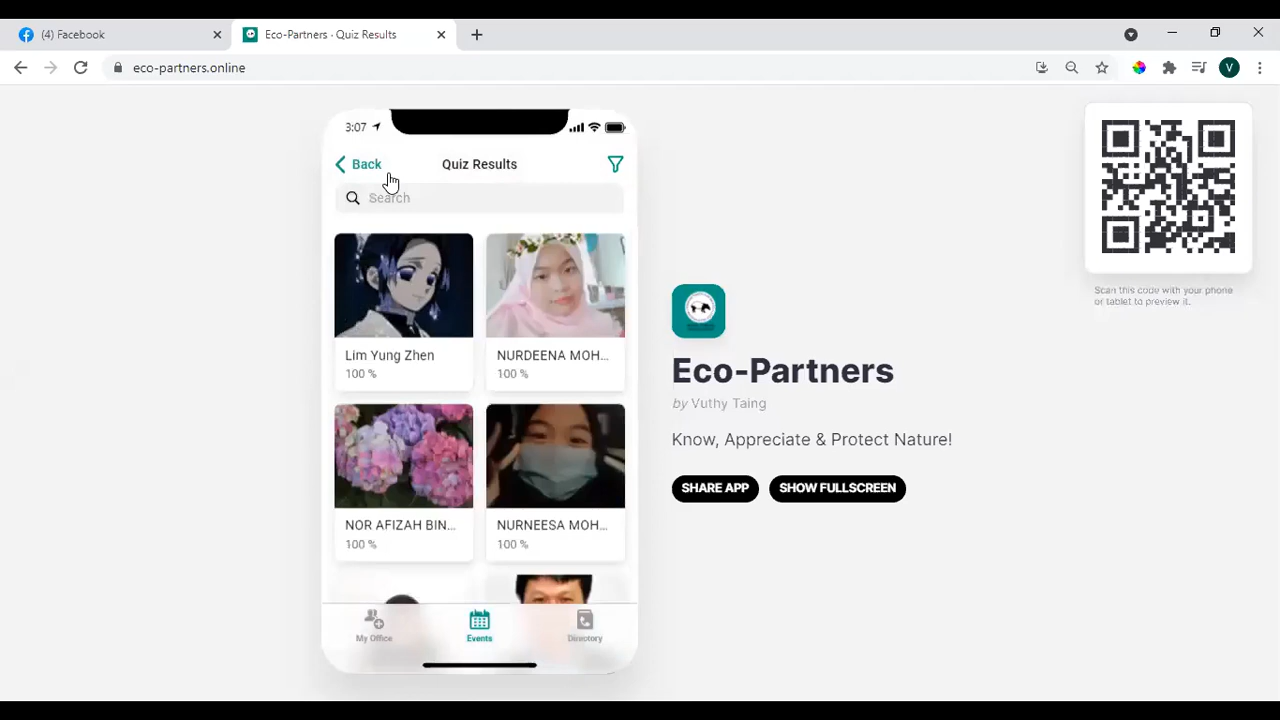 (4) Facebook
Eco-Partners · Quiz Results
eco-partners.online
V
3:07
Back
Quiz Results
Search
Lim Yung Zhen
100 %
NURDEENA MOH...
100 %
NOR AFIZAH BIN...
100 %
NURNEESA MOH...
100 %
My Office
Events
Directory
Eco-Partners
by Vuthy Taing
Know, Appreciate & Protect Nature!
SHARE APP
SHOW FULLSCREEN
Scan this code with your phone
or tablet to preview it.